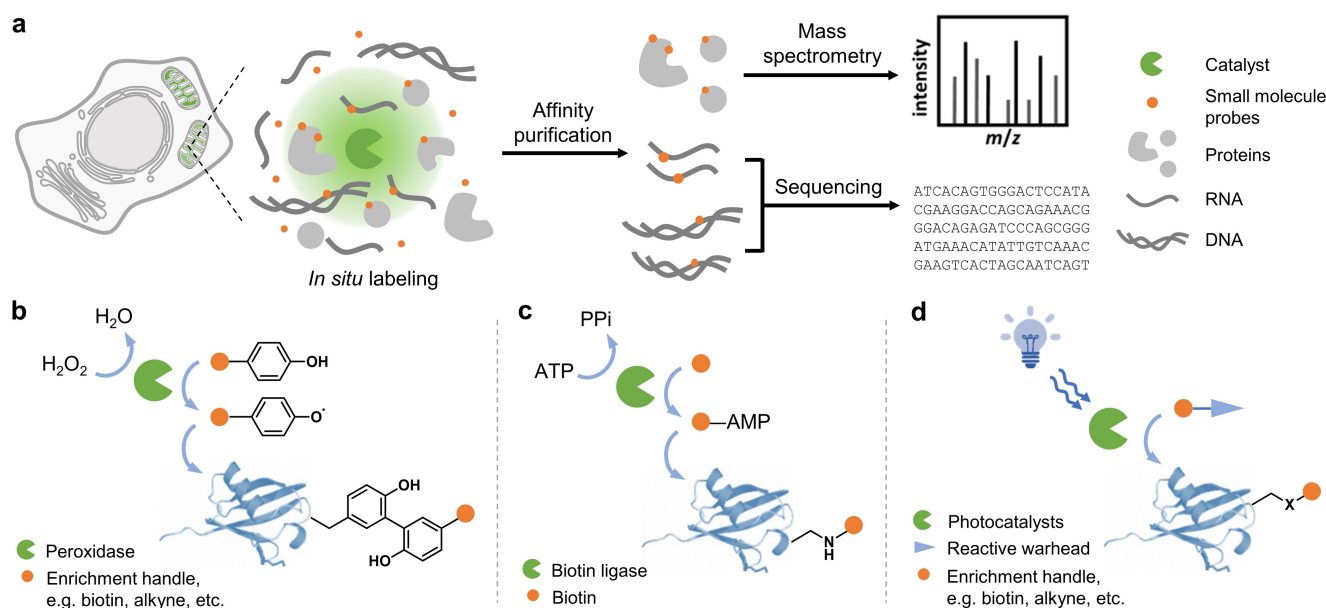 a
Affinity
purification
In situ labeling
Mass
spectrometry
intensity
m/z
Sequencing
ATCACAGTGGGACTCCATA
CGAAGGACCAGCAGAAACG
GGACAGAGATCCCAGCGGG
ATGAAACATATTGTCAAAC
GAAGTCACTAGCAATCAGT
Catalyst
Small molecule
probes
Proteins
RNA
DNA
b
H₂O
H₂O₂
OH
O•
OH
HO
Peroxidase
Enrichment handle,
e.g. biotin, alkyne, etc.
c
PPi
ATP
AMP
N
H
Biotin ligase
Biotin
d
X
Photocatalysts
Reactive warhead
Enrichment handle,
e.g. biotin, alkyne, etc.